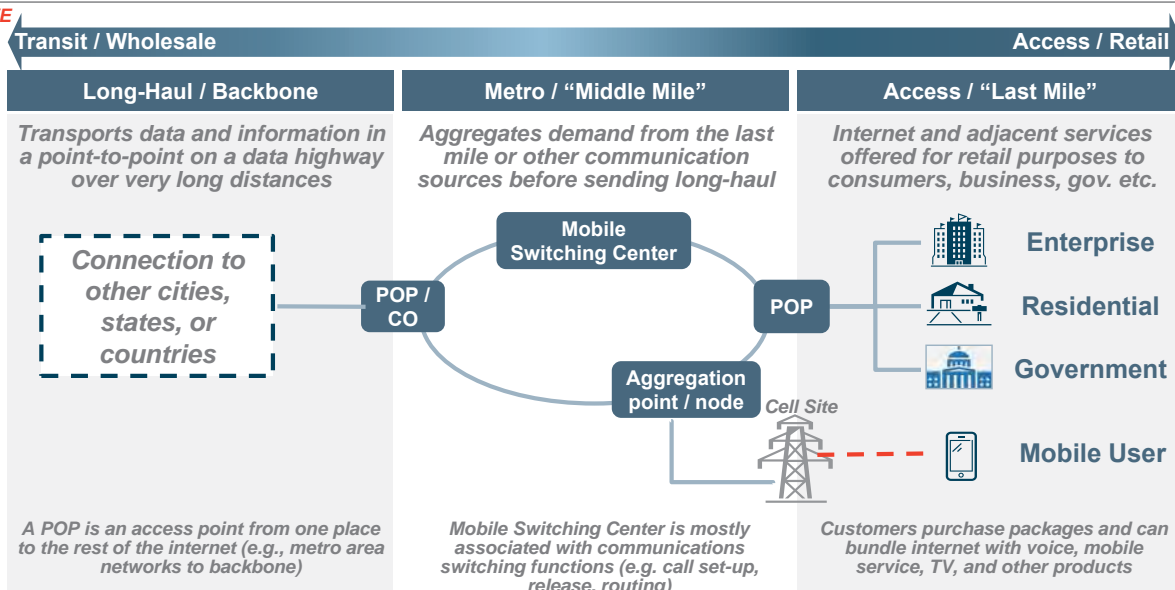 Transit / Wholesale
Access / Retail
Long-Haul / Backbone
Metro / “Middle Mile”
Access / “Last Mile”
Transports data and information in
a point-to-point on a data highway
over very long distances
Aggregates demand from the last
mile or other communication
sources before sending long-haul
Internet and adjacent services
offered for retail purposes to
consumers, business, gov. etc.
Connection to
other cities,
states, or
countries
POP /
CO
Mobile
Switching Center
POP
Aggregation
point / node
Cell Site
Enterprise
Residential
Government
Mobile User
A POP is an access point from one place
to the rest of the internet (e.g., metro area
networks to backbone)
Mobile Switching Center is mostly
associated with communications
switching functions (e.g. call set-up,
release, routing)
Customers purchase packages and can
bundle internet with voice, mobile
service, TV, and other products